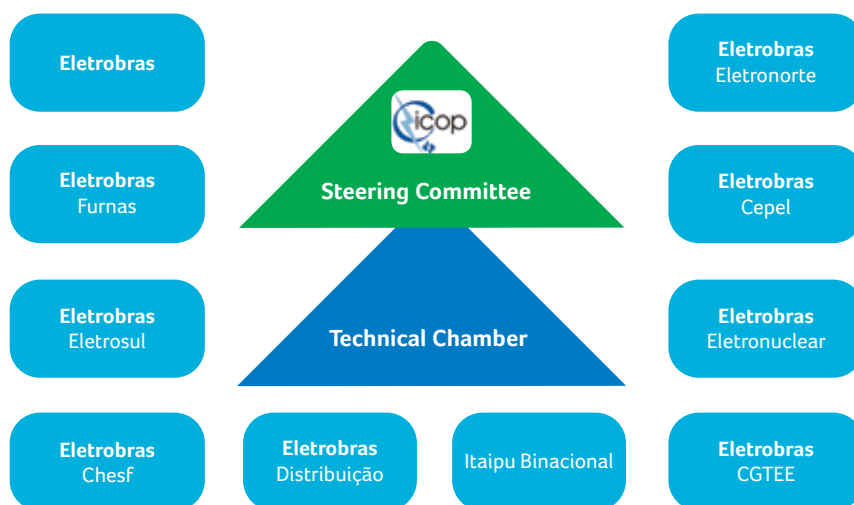 Eletrobras
Eletrobras
Eletronorte
icop
Eletrobras
Furnas
Steering Committee
Eletrobras
Cepel
Eletrobras
Eletrosul
Technical Chamber
Eletrobras
Eletronuclear
Eletrobras
Chesf
Eletrobras
Distribuição
Itaipu Binacional
Eletrobras
CGTEE